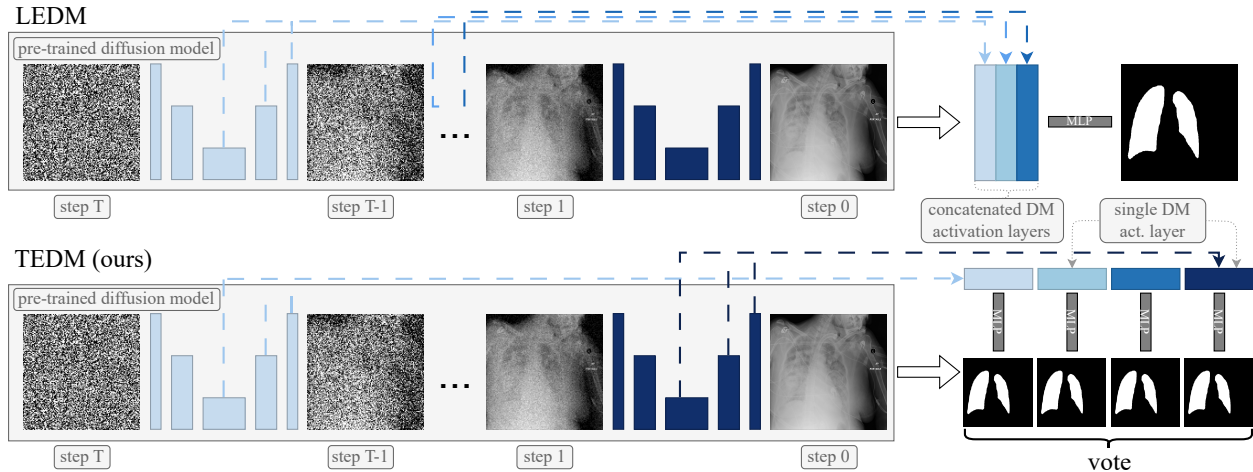 LEDM
pre-trained diffusion model
...
step T
step T-1
step 1
step 0
MLP
concatenated DM
activation layers
single DM
act. layer
TEDM (ours)
pre-trained diffusion model
...
step T
step T-1
step 1
step 0
MLP
MLP
MLP
MLP
vote